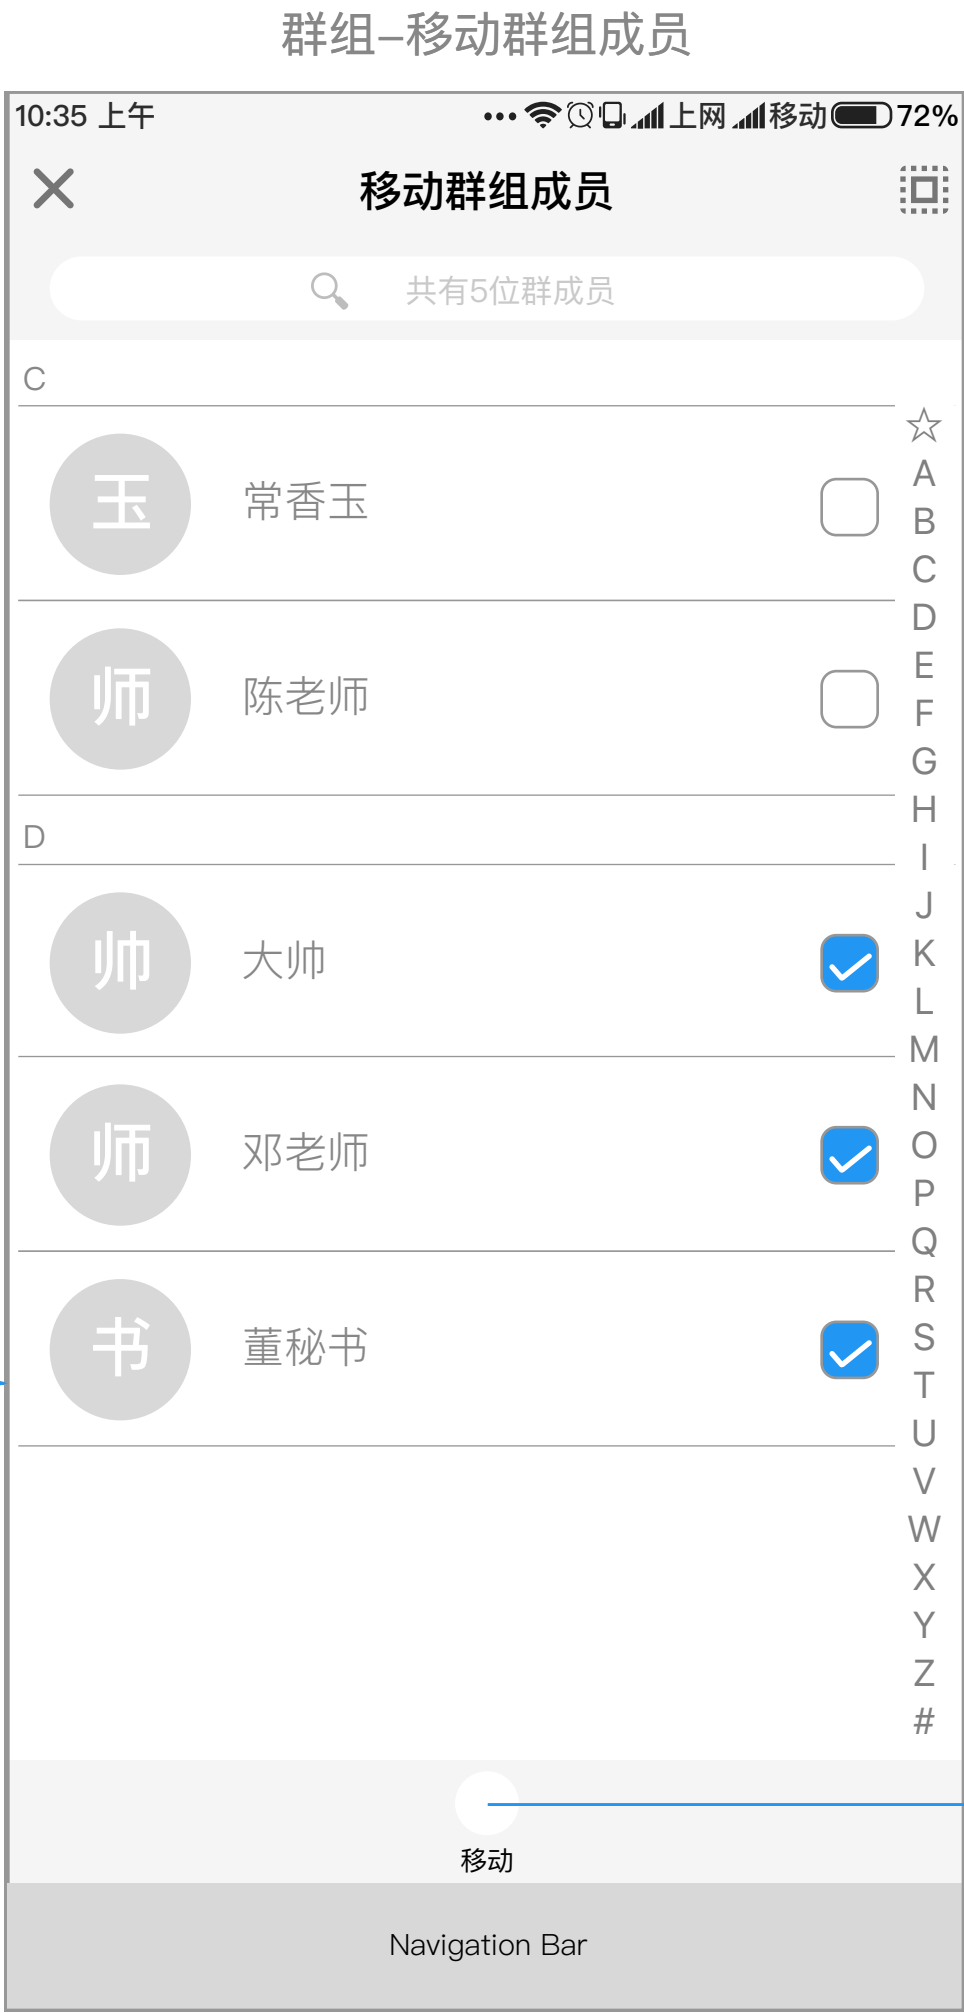 群组-移动群组成员
10:35 上午 上网 移动 72%
移动群组成员
共有5位群成员
C
玉 常香玉
师 陈老师
D
帅 大帅
师 邓老师
书 董秘书
☆
A
B
C
D
E
F
G
H
I
J
K
L
M
N
O
P
Q
R
S
T
U
V
W
X
Y
Z
#
移动
Navigation Bar